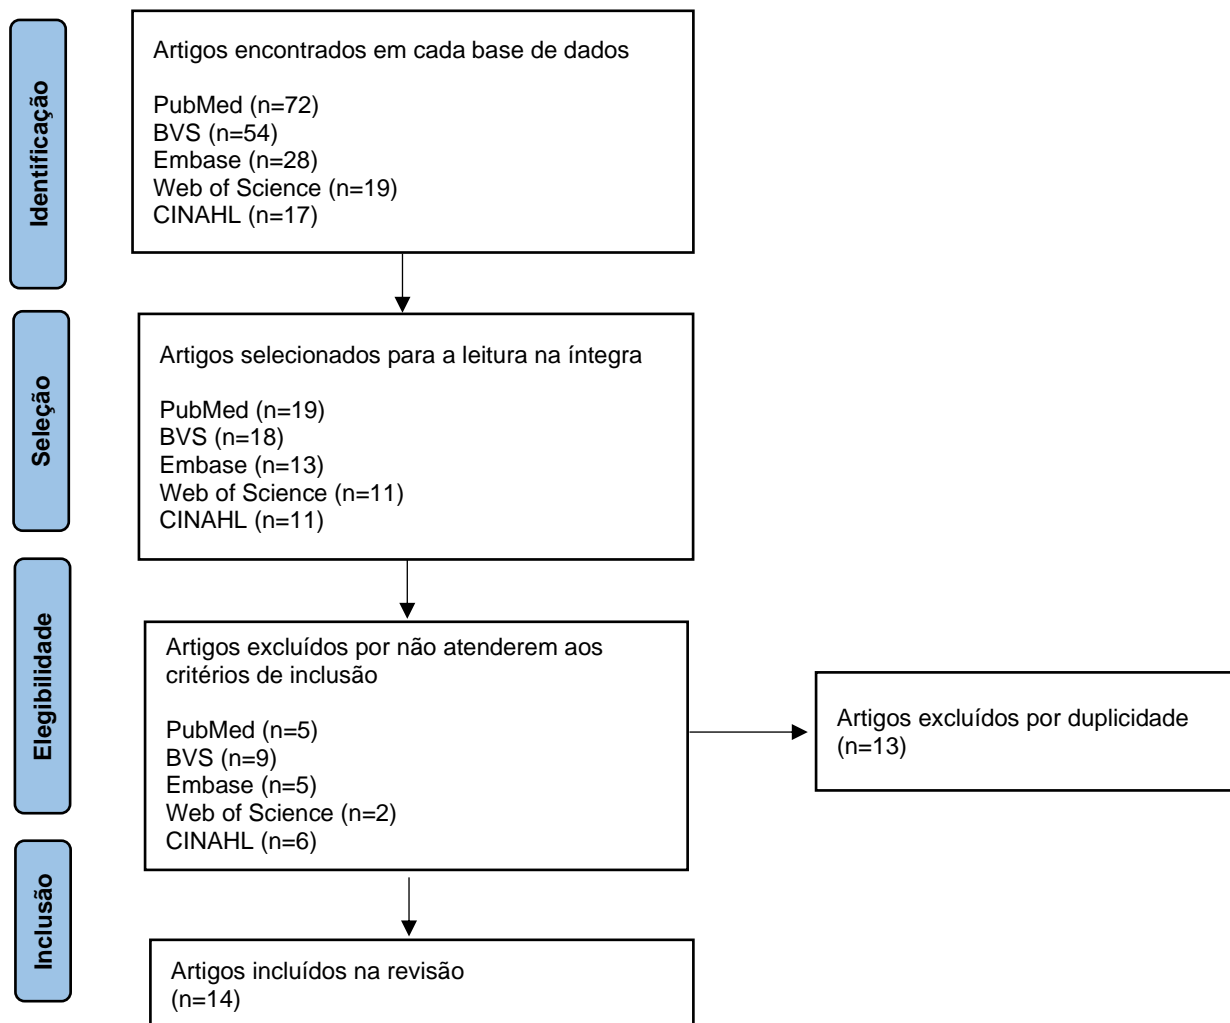 Identificação
Artigos encontrados em cada base de dados
PubMed (n=72)
BVS (n=54)
Embase (n=28)
Web of Science (n=19)
CINAHL (n=17)
Seleção
Artigos selecionados para a leitura na íntegra
PubMed (n=19)
BVS (n=18)
Embase (n=13)
Web of Science (n=11)
CINAHL (n=11)
Elegibilidade
Artigos excluídos por não atenderem aos
critérios de inclusão
PubMed (n=5)
BVS (n=9)
Embase (n=5)
Web of Science (n=2)
CINAHL (n=6)
Artigos excluídos por duplicidade
(n=13)
Inclusão
Artigos incluídos na revisão
(n=14)